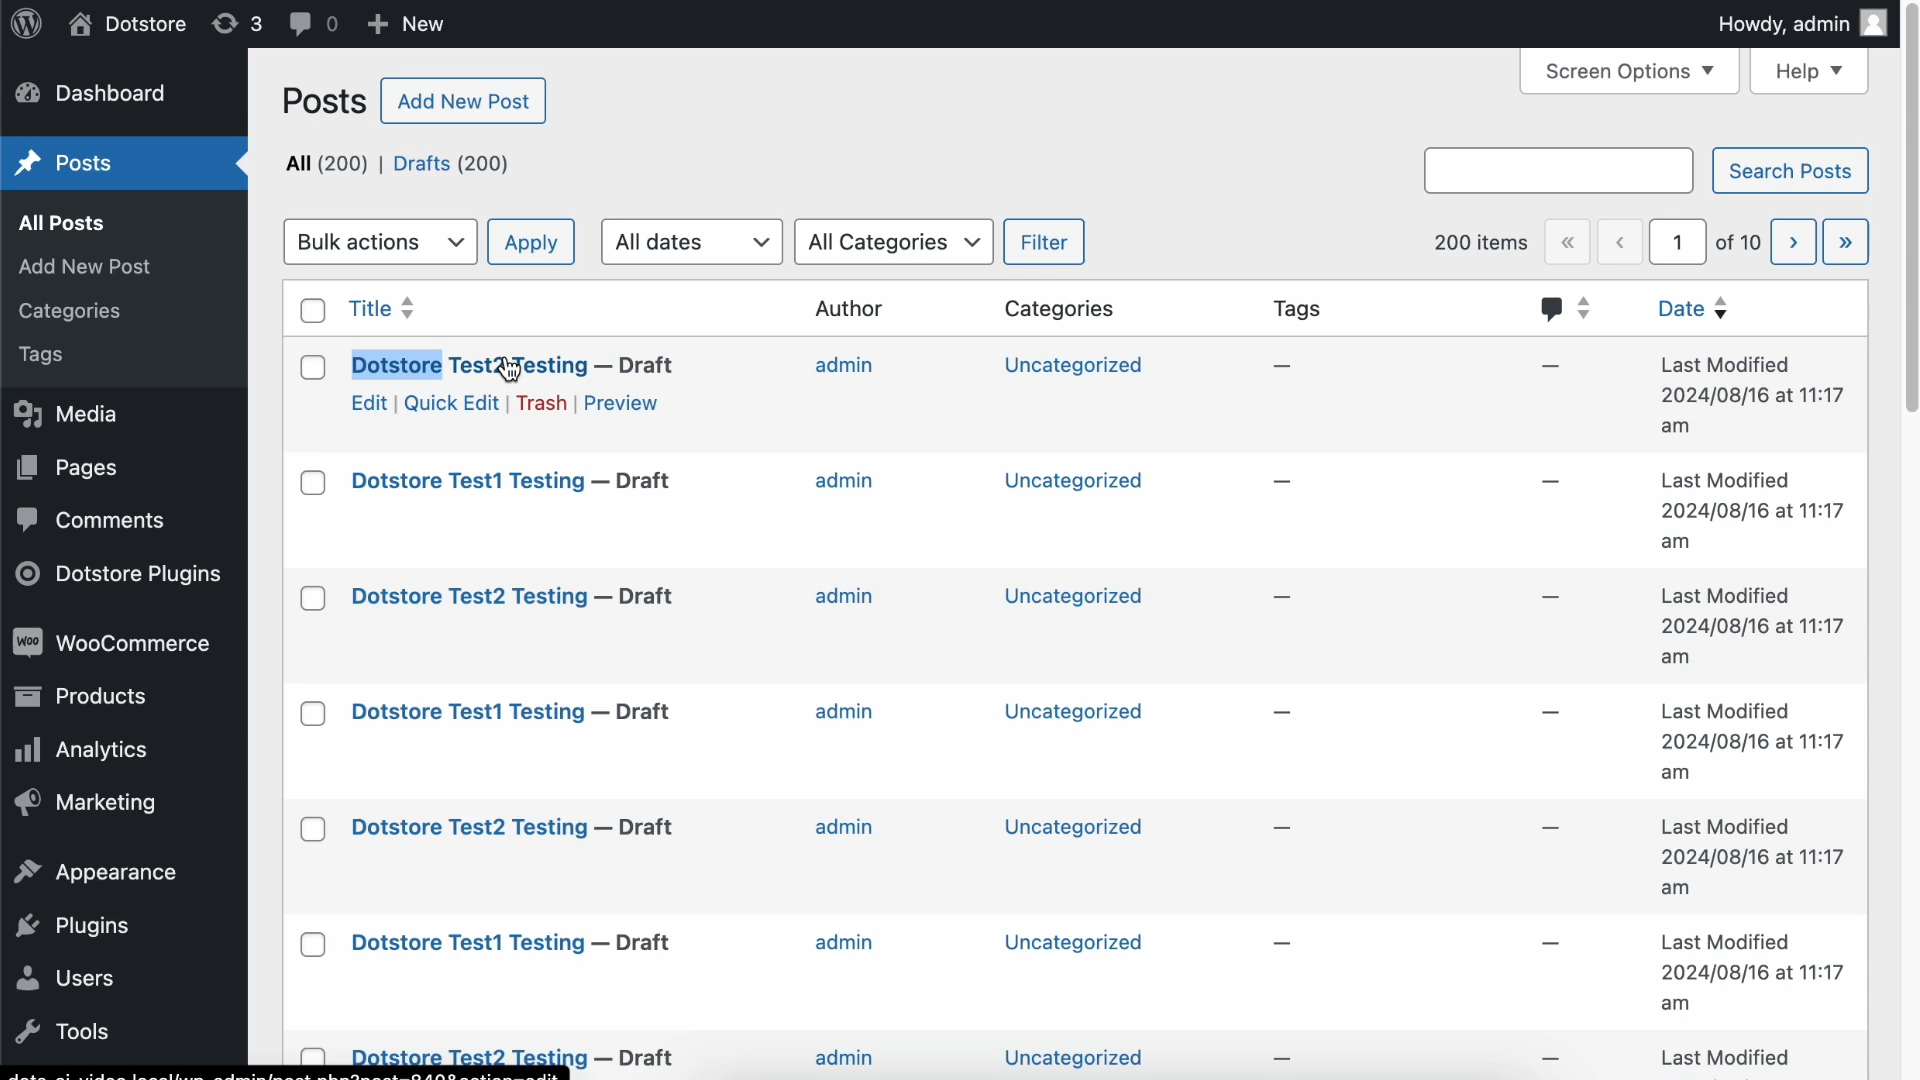 Dotstore 3 0 + New Howdy, admin
Dashboard
Posts
All Posts
Add New Post
Categories
Tags
Media
Pages
Comments
Dotstore Plugins
WooCommerce
Products
Analytics
Marketing
Appearance
Plugins
Users
Tools
Screen Options Help
Posts Add New Post
All (200) | Drafts (200)
Search Posts
Bulk actions Apply All dates All Categories Filter 200 items « ‹ 1 of 10 › »
Title Author Categories Tags Date
Dotstore Test2 Testing — Draft admin Uncategorized — — Last Modified
2024/08/16 at 11:17
am
Edit | Quick Edit | Trash | Preview
Dotstore Test1 Testing — Draft admin Uncategorized — — Last Modified
2024/08/16 at 11:17
am
Dotstore Test2 Testing — Draft admin Uncategorized — — Last Modified
2024/08/16 at 11:17
am
Dotstore Test1 Testing — Draft admin Uncategorized — — Last Modified
2024/08/16 at 11:17
am
Dotstore Test2 Testing — Draft admin Uncategorized — — Last Modified
2024/08/16 at 11:17
am
Dotstore Test1 Testing — Draft admin Uncategorized — — Last Modified
2024/08/16 at 11:17
am
Dotstore Test2 Testing — Draft admin Uncategorized — — Last Modified